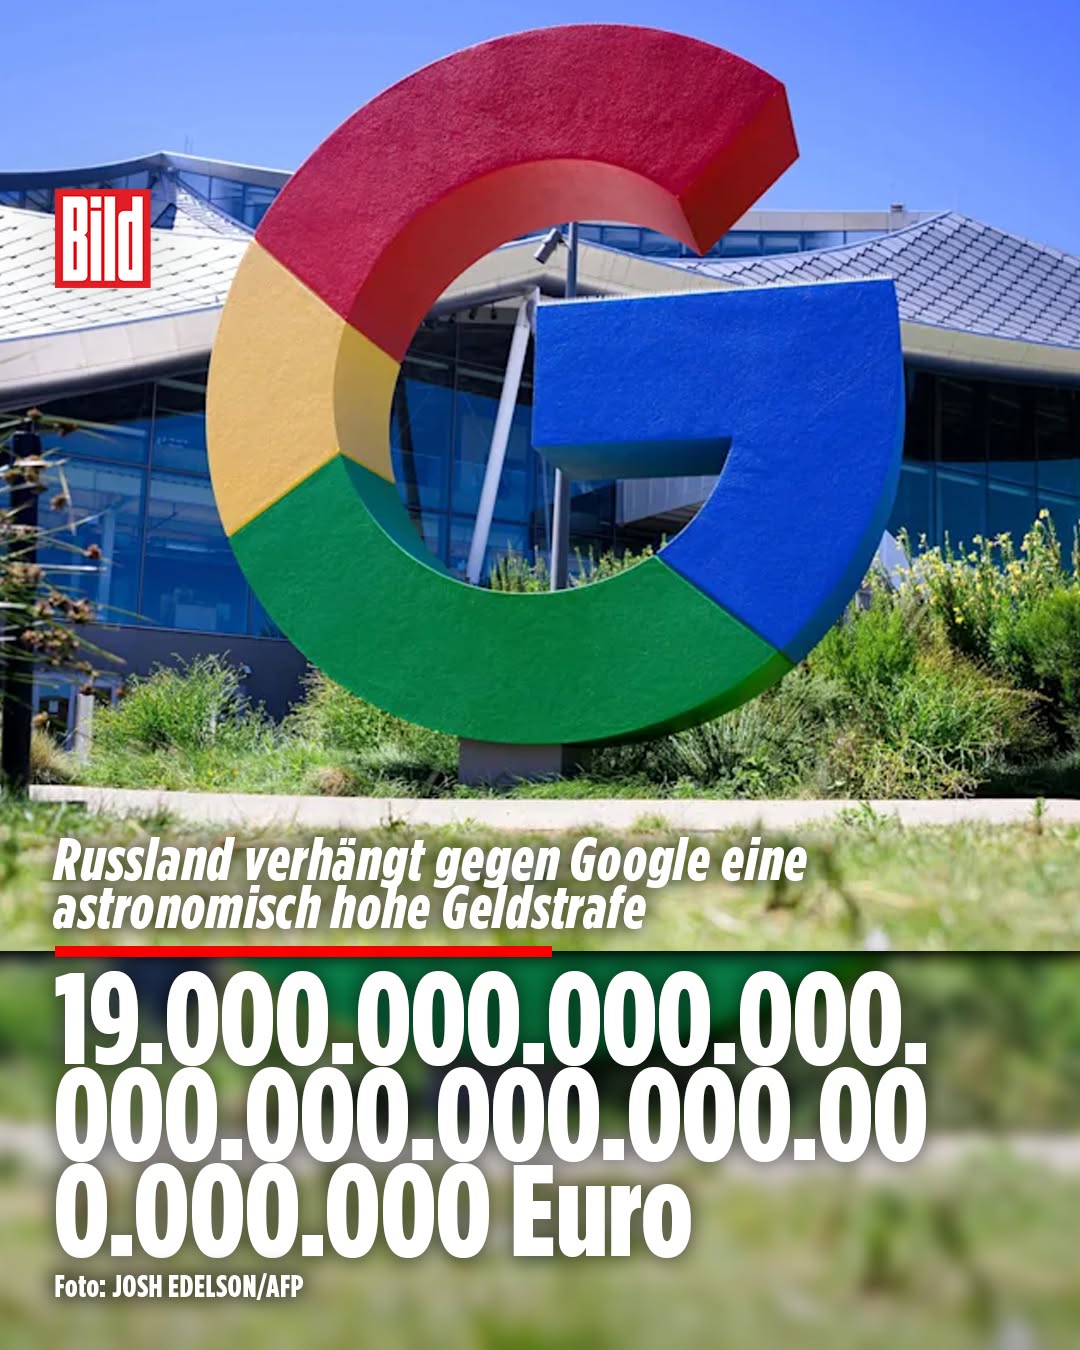 Bild
Russland verhängt gegen Google eine
astronomisch hohe Geldstrafe
19.000.000.000.000.
000.000.000.000.00
0.000.000 Euro
Foto: JOSH EDELSON/AFP